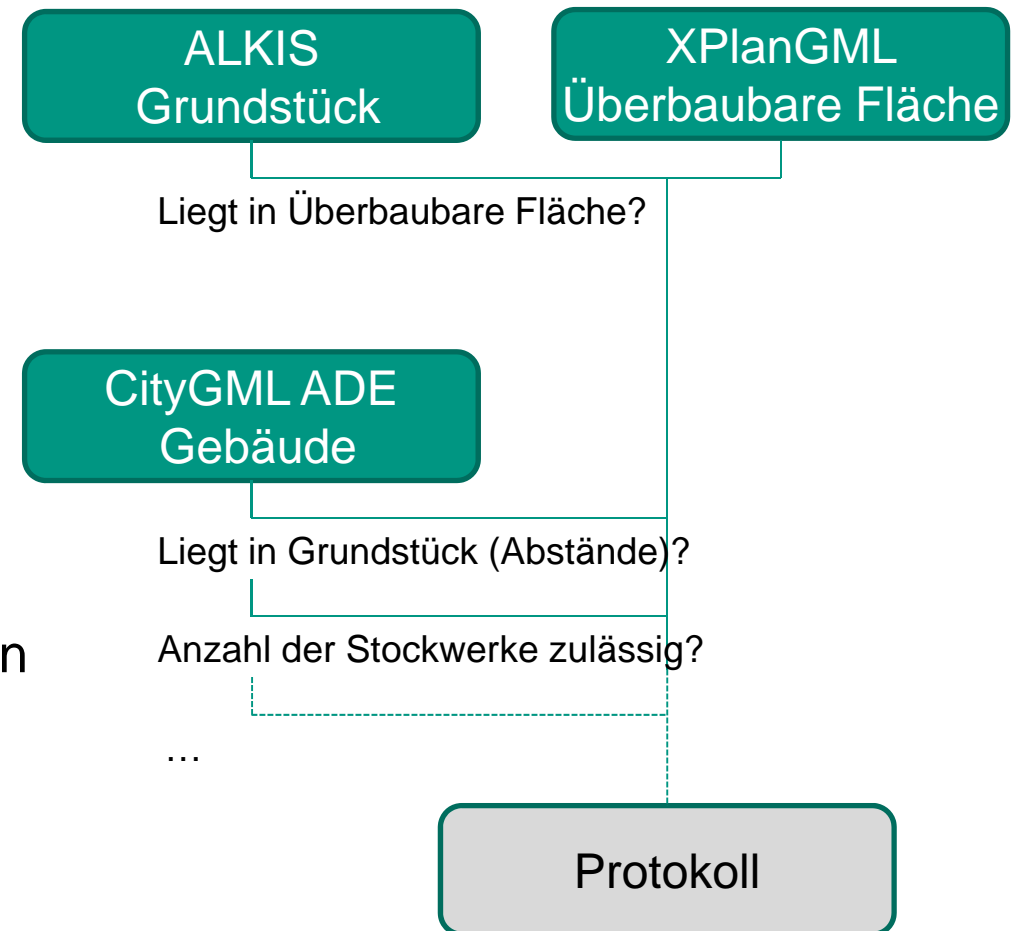 ALKIS
Grundstück
XPlanGML
Überbaubare Fläche
Liegt in Überbaubare Fläche?
CityGML ADE
Gebäude
Liegt in Grundstück (Abstände)?
n
Anzahl der Stockwerke zulässig?
…
Protokoll